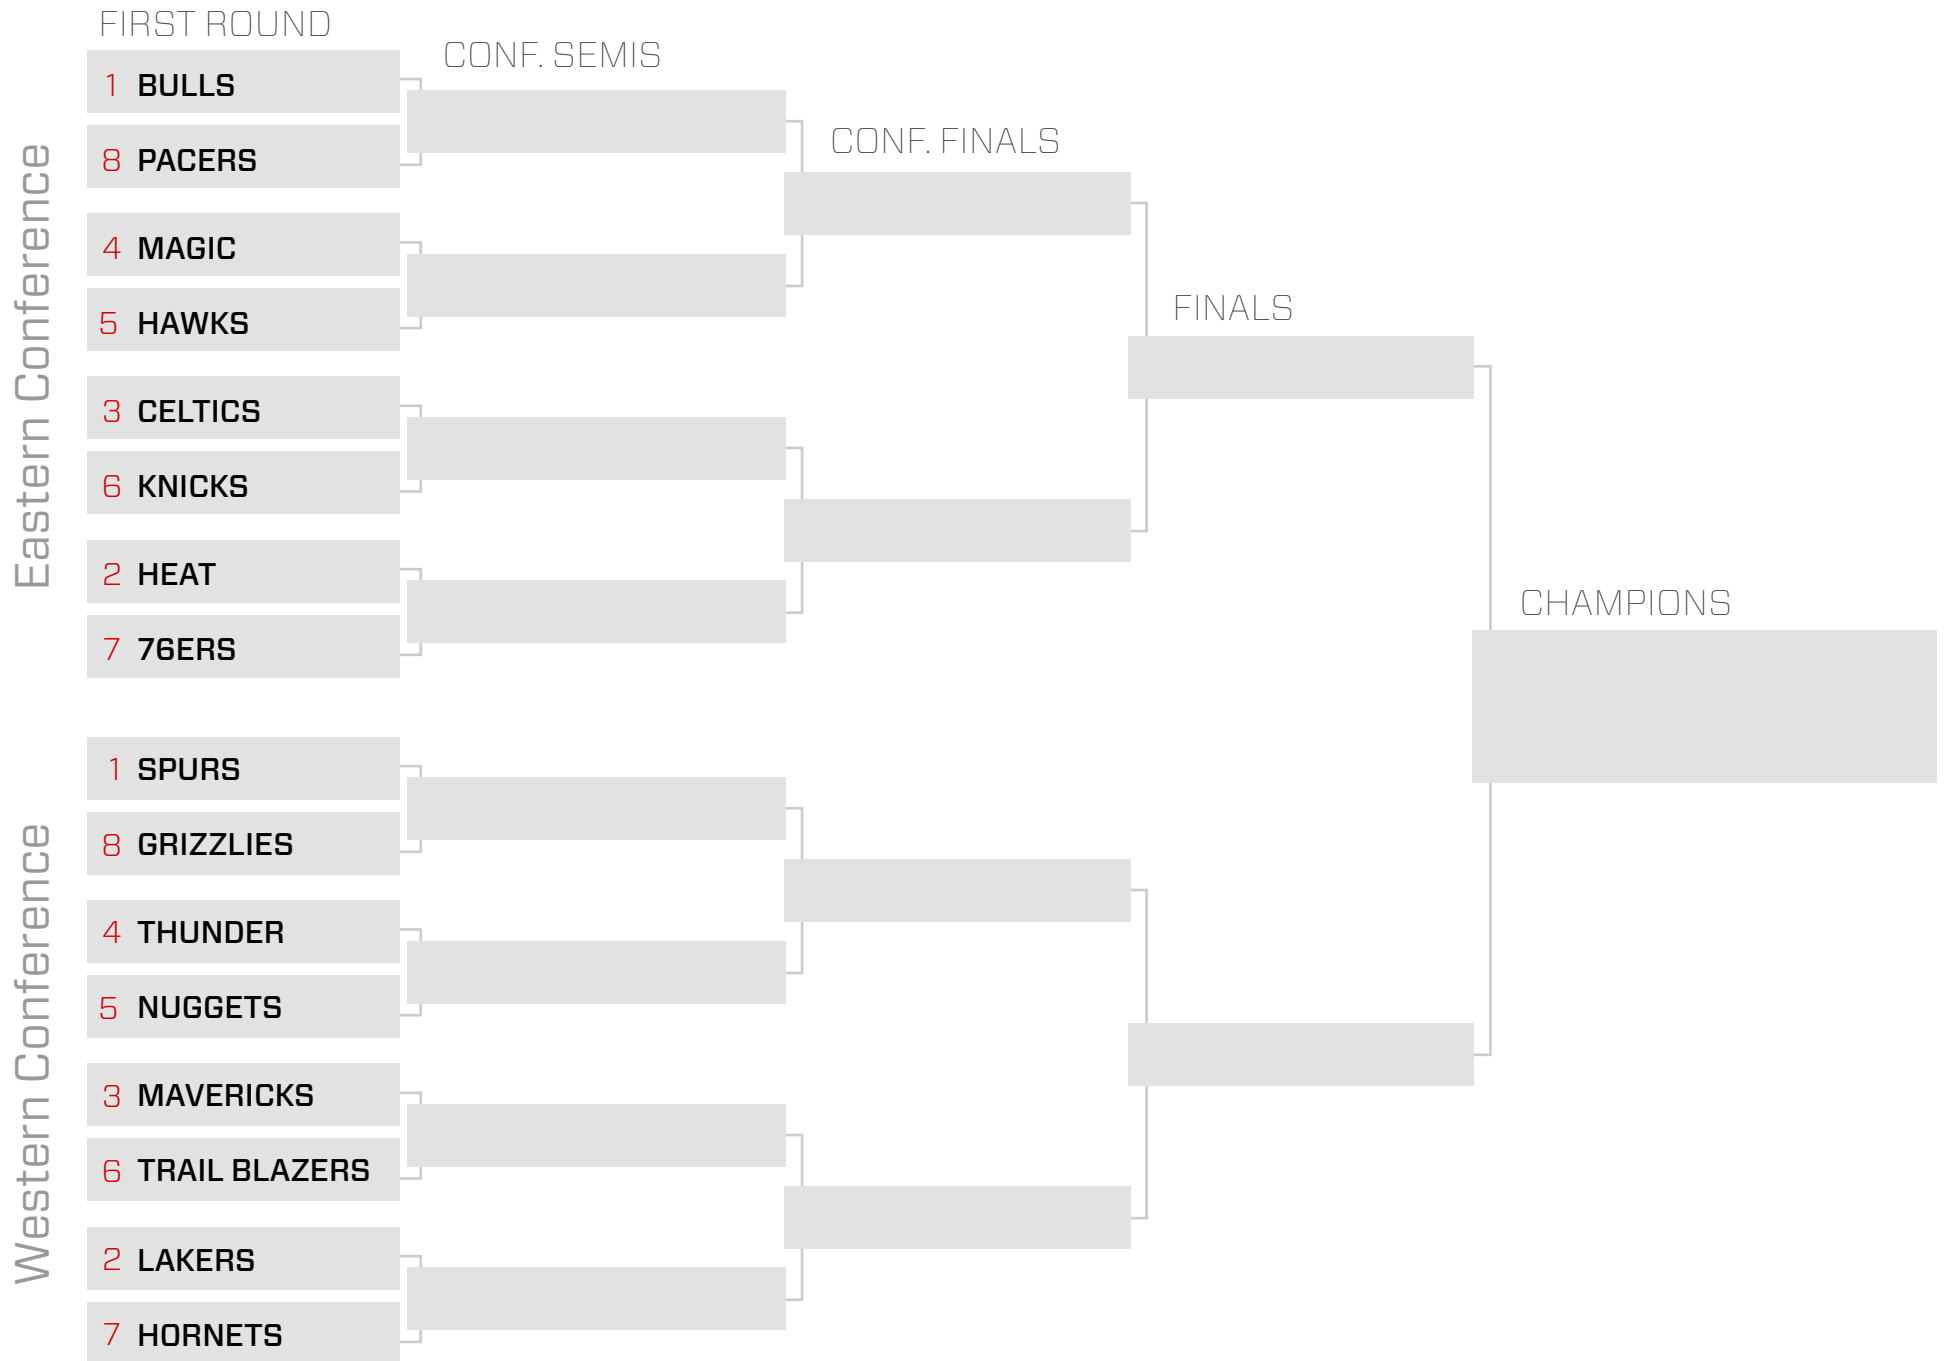 FIRST ROUND
CONF. SEMIS
CONF. FINALS
FINALS
CHAMPIONS
Eastern Conference
1 BULLS
8 PACERS
4 MAGIC
5 HAWKS
3 CELTICS
6 KNICKS
2 HEAT
7 76ERS
Western Conference
1 SPURS
8 GRIZZLIES
4 THUNDER
5 NUGGETS
3 MAVERICKS
6 TRAIL BLAZERS
2 LAKERS
7 HORNETS